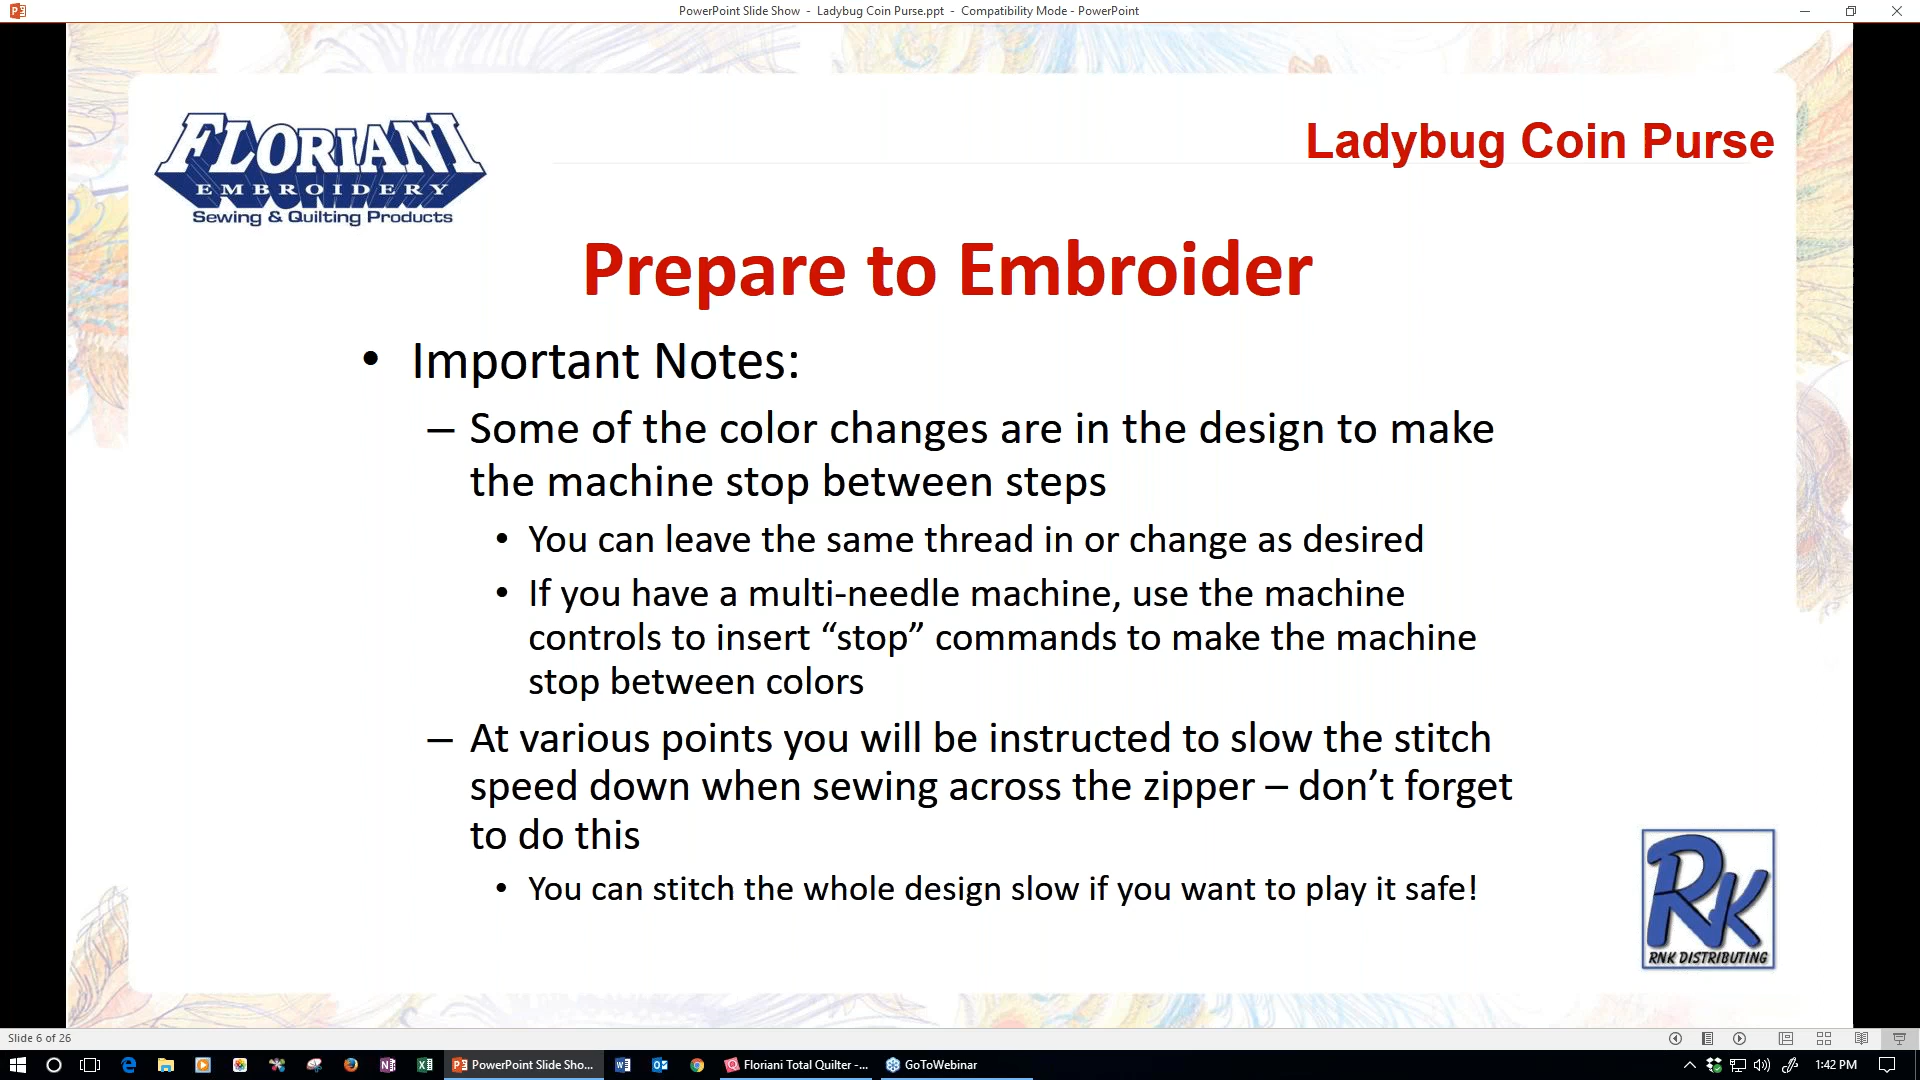 PowerPoint Slide Show - Ladybug Coin Purse.ppt - Compatibility Mode - PowerPoint
FLORIANI
EMBROIDERY
Sewing & Quilting Products
Ladybug Coin Purse
Prepare to Embroider
• Important Notes:
– Some of the color changes are in the design to make
the machine stop between steps
• You can leave the same thread in or change as desired
• If you have a multi-needle machine, use the machine
controls to insert “stop” commands to make the machine
stop between colors
– At various points you will be instructed to slow the stitch
speed down when sewing across the zipper – don’t forget
to do this
• You can stitch the whole design slow if you want to play it safe!
RK
RNK DISTRIBUTING
Slide 6 of 26
PowerPoint Slide Sho...
Floriani Total Quilter -...
GoToWebinar
1:42 PM